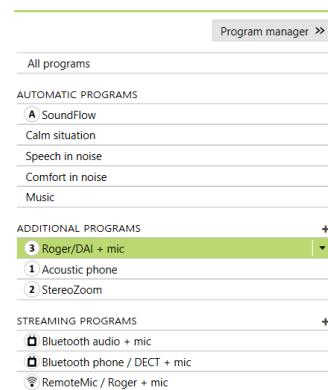 Program manager »
All programs
AUTOMATIC PROGRAMS
A SoundFlow
Calm situation
Speech in noise
Comfort in noise
Music
ADDITIONAL PROGRAMS +
3 Roger/DAI + mic
1 Acoustic phone
2 StereoZoom
STREAMING PROGRAMS +
Bluetooth audio + mic
Bluetooth phone / DECT + mic
RemoteMic / Roger + mic